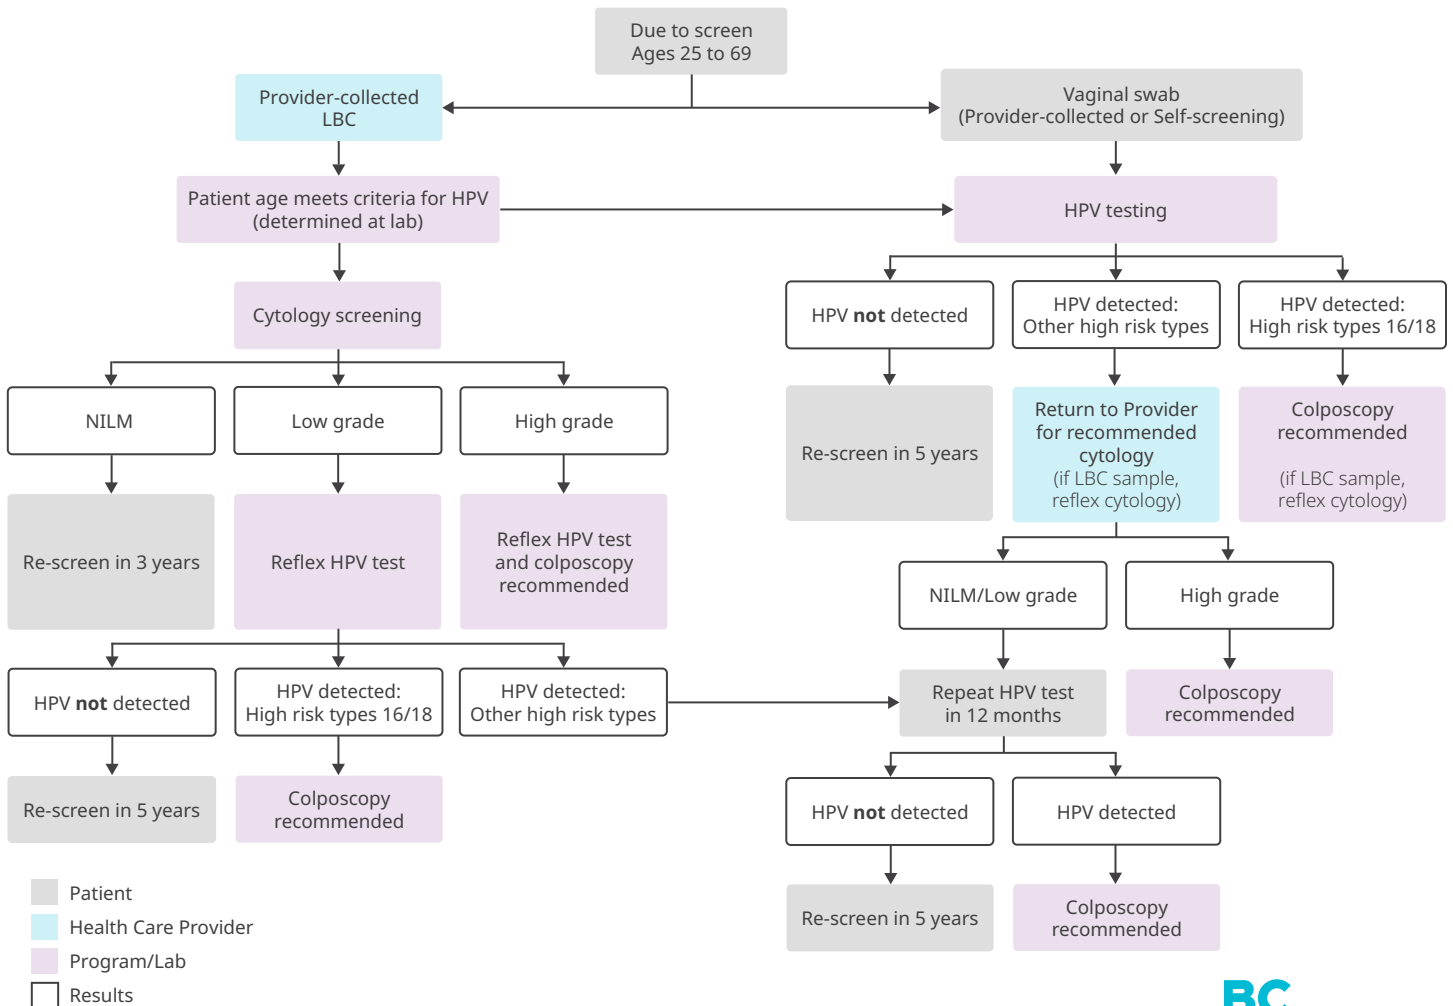 Due to screen
Ages 25 to 69
Provider-collected
LBC
Vaginal swab
(Provider-collected or Self-screening)
Patient age meets criteria for HPV
(determined at lab)
HPV testing
Cytology screening
HPV not detected
HPV detected:
Other high risk types
HPV detected:
High risk types 16/18
NILM
Low grade
High grade
Re-screen in 5 years
Return to Provider
for recommended
cytology
(if LBC sample,
reflex cytology)
Colposcopy
recommended
(if LBC sample,
reflex cytology)
Re-screen in 3 years
Reflex HPV test
Reflex HPV test
and colposcopy
recommended
NILM/Low grade
High grade
HPV not detected
HPV detected:
High risk types 16/18
HPV detected:
Other high risk types
Repeat HPV test
in 12 months
Colposcopy
recommended
Re-screen in 5 years
Colposcopy
recommended
HPV not detected
HPV detected
Re-screen in 5 years
Colposcopy
recommended
Patient
Health Care Provider
Program/Lab
Results
BC